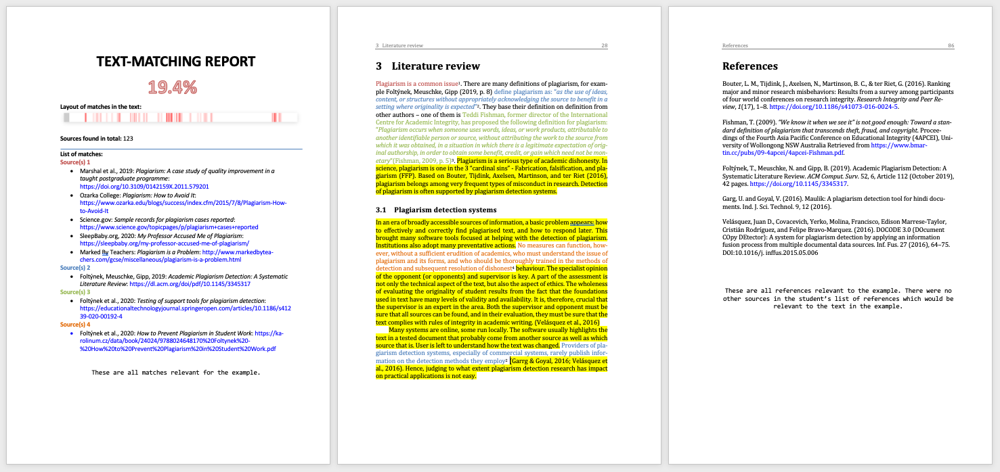 TEXT-MATCHING REPORT
19.4%
Layout of matches in the text:
Sources found in total: 123
List of matches:
Source(s) 1
• Marshal et al., 2019: Plagiarism: A case study of quality improvement in a
taught postgraduate programme:
https://doi.org/10.3109/0142159X.2011.579201
• Ozarka College: Plagiarism: How to Avoid It:
https://www.ozarka.edu/blogs/success/index.cfm/2015/7/8/Plagiarism-How-
to-Avoid-It
• Science.gov: Sample records for plagiarism cases reported:
https://www.science.gov/topicpages/p/plagiarism+cases+reported
• SleepBaby.org, 2020: My Professor Accused Me of Plagiarism:
https://sleepbaby.org/my-professor-accused-me-of-plagiarism/
• Marked By Teachers: Plagiarism is a Problem: http://www.markedbytea-
chers.com/gcse/miscellaneous/plagiarism-is-a-problem.html
Source(s) 2
• Foltýnek, Meuschke, Gipp, 2019: Academic Plagiarism Detection: A Systematic
Literature Review: https://dl.acm.org/doi/pdf/10.1145/3345317
Source(s) 3
• Foltýnek et al., 2020: Testing of support tools for plagiarism detection:
https://educationaltechnologyjournal.springeropen.com/articles/10.1186/s412
39-020-00192-4
Source(s) 4
• Foltýnek et al., 2020: How to Prevent Plagiarism in Student Work: https://ka-
rolinum.cz/data/book/24024/9788024648170%20Foltynek%20-
%20How%20to%20Prevent%20Plagiarism%20in%20Student%20Work.pdf
These are all matches relevant for the example.
3 Literature review 28
3 Literature review
Plagiarism is a common issue¹. There are many definitions of plagiarism, for exam-
ple Foltýnek, Meuschke, Gipp (2019, p. 8) define plagiarism as: "as the use of ideas,
content, or structures without appropriately acknowledging the source to benefit in a
setting where originality is expected"². They base their definition on definition from
other authors – one of them is Teddi Fishman, former director of the International
Centre for Academic Integrity, has proposed the following definition for plagiarism:
"Plagiarism occurs when someone uses words, ideas, or work products, attributable to
another identifiable person or source, without attributing the work to the source from
which it was obtained, in a situation in which there is a legitimate expectation of orig-
inal authorship, in order to obtain some benefit, credit, or gain which need not be mon-
etary"(Fishman, 2009, p. 5)³. Plagiarism is a serious type of academic dishonesty. In
science, plagiarism is one in the 3 "cardinal sins" - Fabrication, falsification, and pla-
giarism (FFP). Based on Bouter, Tijdink, Axelsen, Martinson, and ter Riet (2016),
plagiarism belongs among very frequent types of misconduct in research. Detection
of plagiarism is often supported by plagiarism detection systems.
3.1 Plagiarism detection systems
In an era of broadly accessible sources of information, a basic problem appears: how
to effectively and correctly find plagiarised text, and how to respond later. This
brought many software tools focused at helping with the detection of plagiarism.
Institutions also adopt many preventative actions. No measures can function, how-
ever, without a sufficient erudition of academics, who must understand the issue of
plagiarism and its forms, and who should be thoroughly trained in the methods of
detection and subsequent resolution of dishonest⁴ behaviour. The specialist opinion
of the opponent (or opponents) and supervisor is key. A part of the assessment is
not only the technical aspect of the text, but also the aspect of ethics. The wholeness
of evaluating the originality of student results from the fact that the foundations
used in text have many levels of validity and availability. It is, therefore, crucial that
the supervisor is an expert in the area. Both the supervisor and opponent must be
sure that all sources can be found, and in their evaluation, they must be sure that the
text complies with rules of integrity in academic writing. (Velásquez et al., 2016)
Many systems are online, some run locally. The software usually highlights the
text in a tested document that probably come from another source as well as which
source that is. User is left to understand how the text was changed. Providers of pla-
giarism detection systems, especially of commercial systems, rarely publish infor-
mation on the detection methods they employ² (Garrg & Goyal, 2016; Velásquez et
al., 2016). Hence, judging to what extent plagiarism detection research has impact
on practical applications is not easy.
References 86
References
Bouter, L. M., Tijdink, J., Axelsen, N., Martinson, B. C., & ter Riet, G. (2016). Ranking
major and minor research misbehaviors: Results from a survey among participants
of four world conferences on research integrity. Research Integrity and Peer Re-
view, 1(17), 1–8. https://doi.org/10.1186/s41073-016-0024-5.
Fishman, T. (2009). "We know it when we see it" is not good enough: Toward a stan-
dard definition of plagiarism that transcends theft, fraud, and copyright. Procee-
dings of the Fourth Asia Pacific Conference on Educational Integrity (4APCEI), Uni-
versity of Wollongong NSW Australia Retrieved from https://www.bmar-
tin.cc/pubs/09-4apcei/4apcei-Fishman.pdf.
Foltýnek, T., Meuschke, N. and Gipp, B. (2019). Academic Plagiarism Detection: A
Systematic Literature Review. ACM Comput. Surv. 52, 6, Article 112 (October 2019),
42 pages. https://doi.org/10.1145/3345317.
Garg, U. and Goyal, V. (2016). Maulik: A plagiarism detection tool for hindi docu-
ments. Ind. J. Sci. Technol. 9, 12 (2016).
Velásquez, Juan D., Covacevich, Yerko, Molina, Francisco, Edison Marrese-Taylor,
Cristián Rodríguez, and Felipe Bravo-Marquez. (2016). DOCODE 3.0 (DOcument
COpy DEtector): A system for plagiarism detection by applying an information
fusion process from multiple documental data sources. Inf. Fus. 27 (2016), 64–75.
DOI:10.1016/j. inffus.2015.05.006
These are all references relevant to the example. There were no
other sources in the student's list of references which would be
relevant to the text in the example.